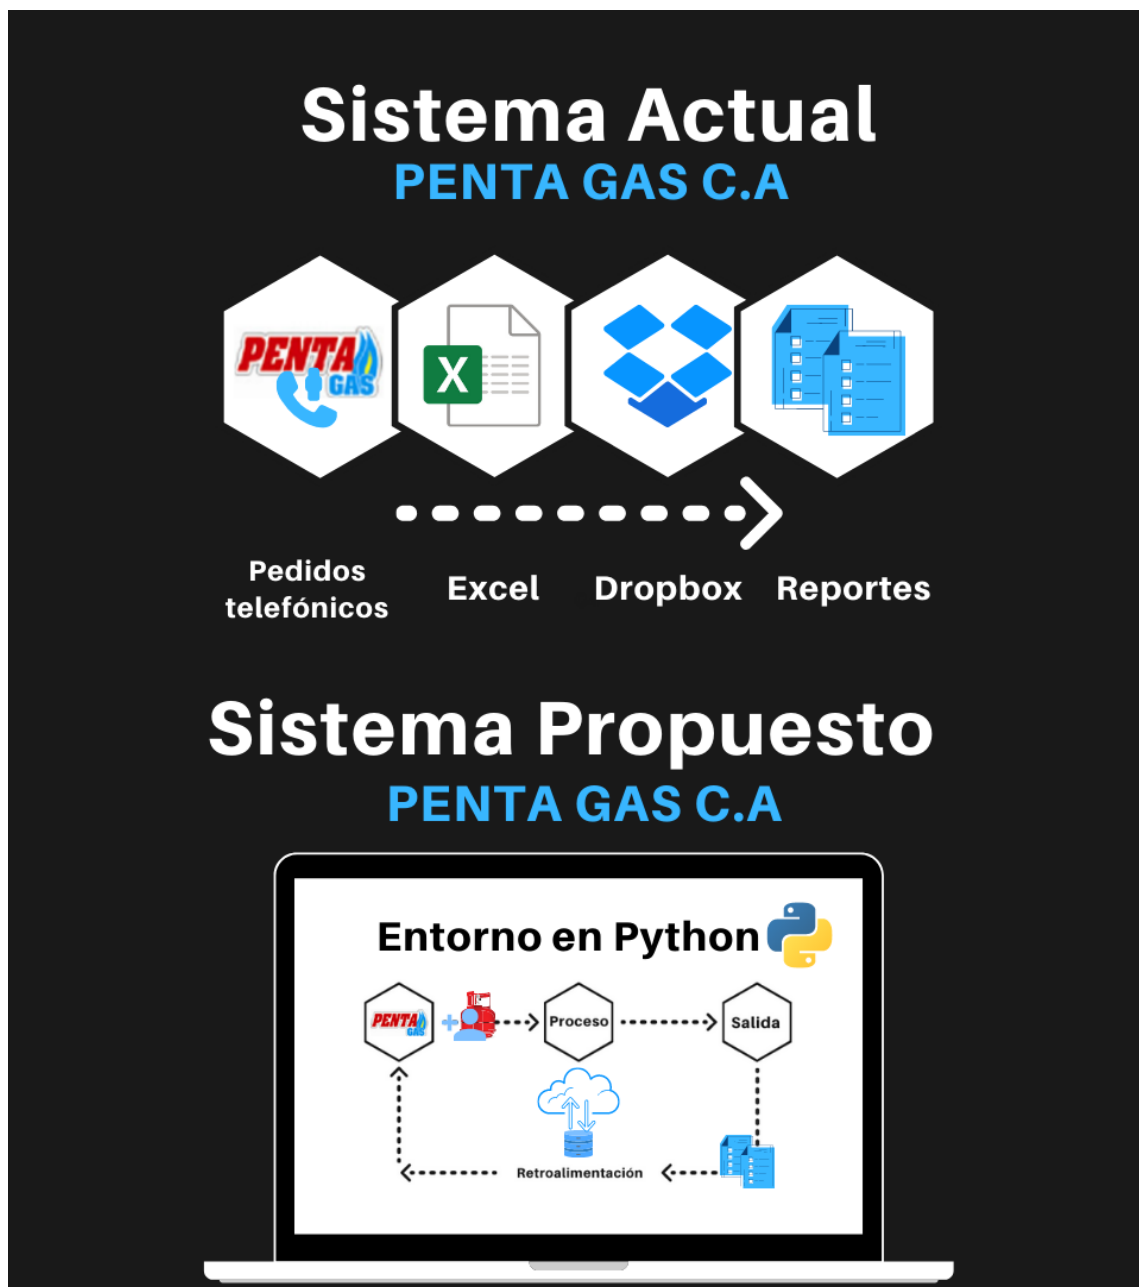 Sistema Actual
PENTA GAS C.A
PENTA
GAS
X
Pedidos
telefónicos
Excel
Dropbox
Reportes
Sistema Propuesto
PENTA GAS C.A
Entorno en Python
PENTA
GAS
Proceso
Salida
Retroalimentación